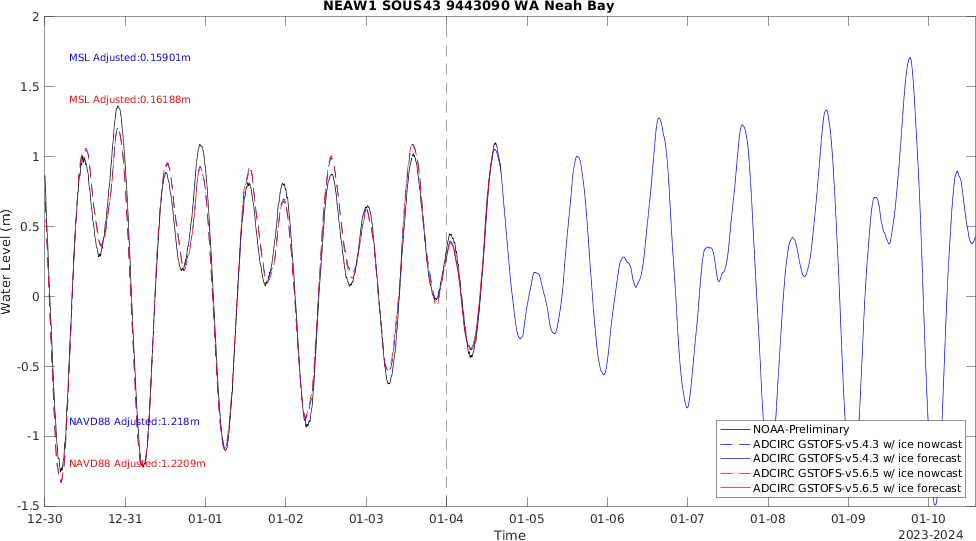 NEAW1 SOUS43 9443090 WA Neah Bay
2
MSL Adjusted:0.15901m
1.5
MSL Adjusted:0.16188m
1
0.5
Water Level (m)
0
-0.5
NAVD88 Adjusted:1.218m
-1
NAVD88 Adjusted:1.2209m
-1.5
NOAA-Preliminary
ADCIRC GSTOFS-v5.4.3 w/ ice nowcast
ADCIRC GSTOFS-v5.4.3 w/ ice forecast
ADCIRC GSTOFS-v5.6.5 w/ ice nowcast
ADCIRC GSTOFS-v5.6.5 w/ ice forecast
12-30 12-31 01-01 01-02 01-03 01-04 01-05 01-06 01-07 01-08 01-09 01-10
Time
2023-2024